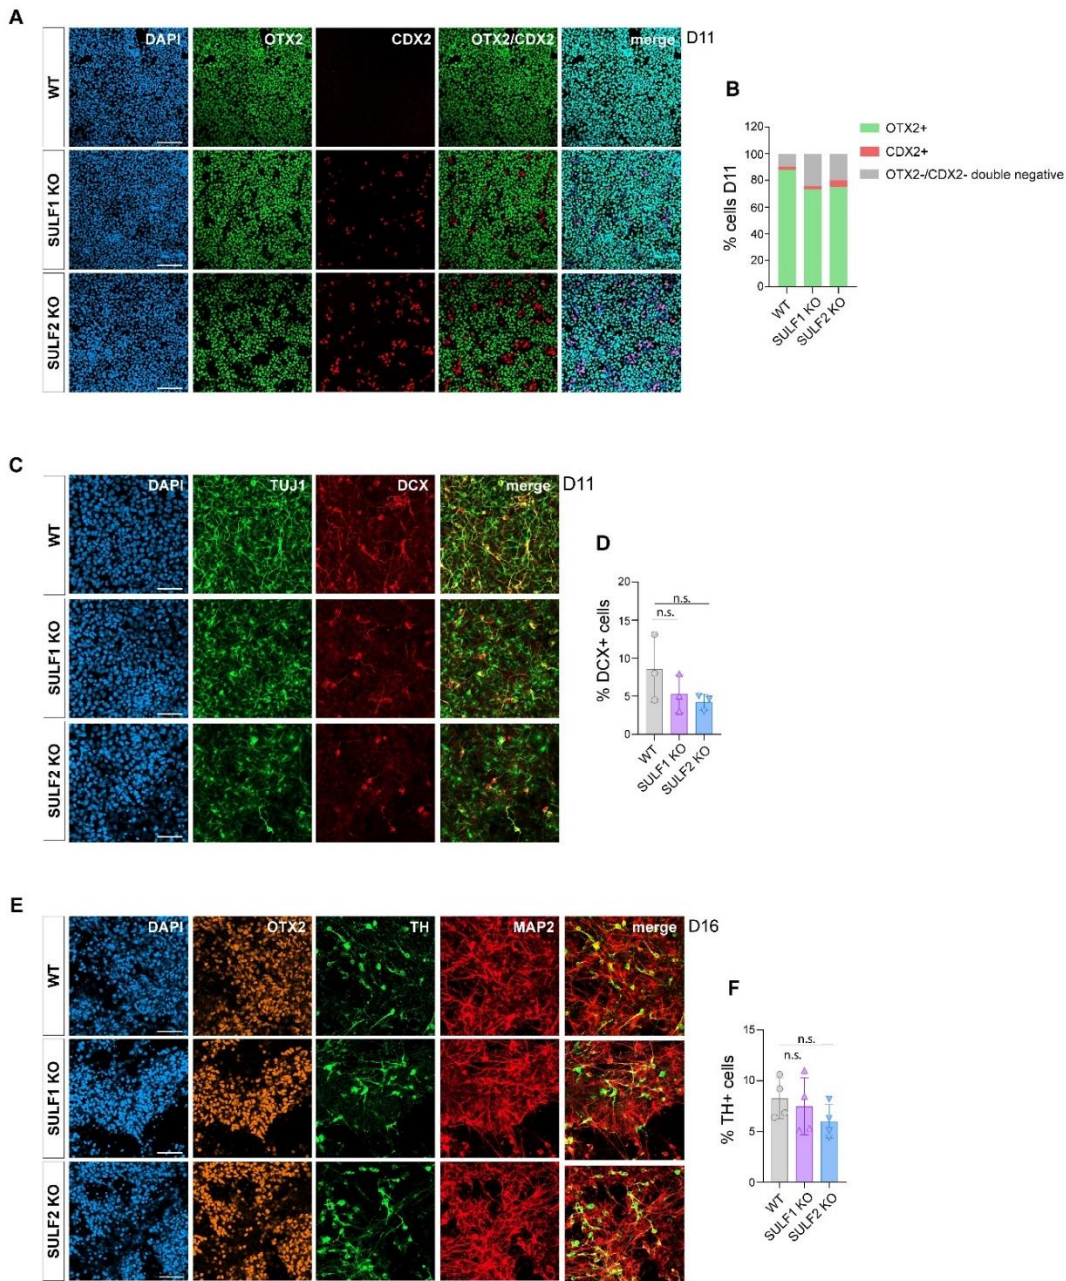 A
DAPI OTX2 CDX2 OTX2/CDX2 merge D11
WT
SULF1 KO
SULF2 KO
B
120
100
80
60
40
20
0
% cells D11
WT
SULF1 KO
SULF2 KO
OTX2+
CDX2+
OTX2-/CDX2- double negative
C
DAPI TUJ1 DCX merge D11
WT
SULF1 KO
SULF2 KO
D
20
15
10
5
0
% DCX+ cells
n.s.
n.s.
WT
SULF1 KO
SULF2 KO
E
DAPI OTX2 TH MAP2 merge D16
WT
SULF1 KO
SULF2 KO
F
15
10
5
0
% TH+ cells
n.s.
n.s.
WT
SULF1 KO
SULF2 KO